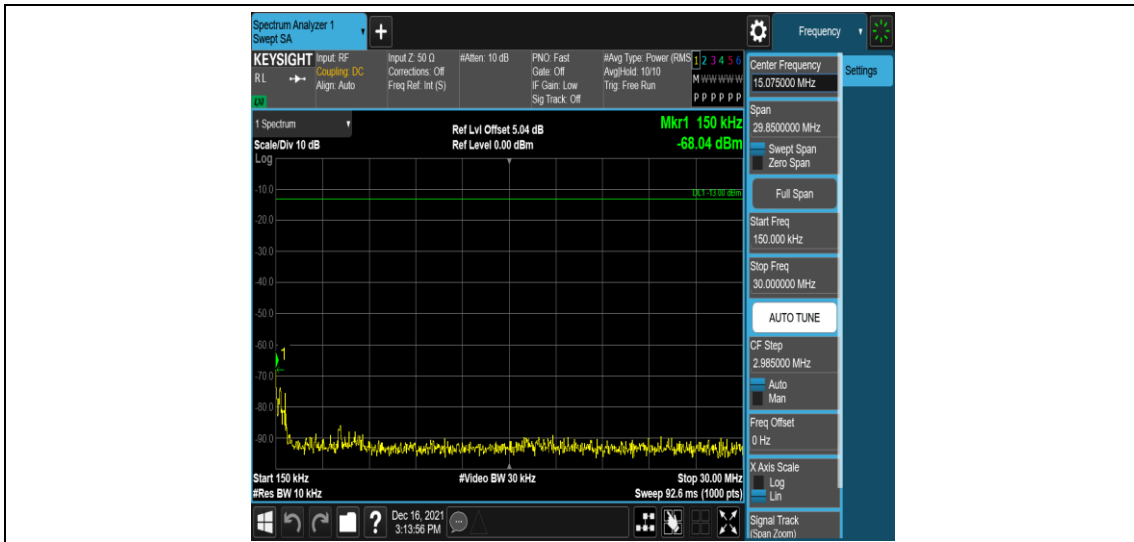 Spectrum Analyzer 1
Swept SA
+
Frequency
KEYSIGHT
RL
LXI
Input: RF
Coupling: DC
Align: Auto
Input Z: 50 Ω
Corrections: Off
Freq Ref: Int (S)
#Atten: 10 dB
PNO: Fast
Gate: Off
IF Gain: Low
Sig Track: Off
#Avg Type: Power (RMS
Avg|Hold: 10/10
Trig: Free Run
1 2 3 4 5 6
M W W W W W
P P P P P P
1 Spectrum
Scale/Div 10 dB
Log
Ref Lvl Offset 5.04 dB
Ref Level 0.00 dBm
Mkr1 150 kHz
-68.04 dBm
DL1 -13.00 dBm
-10.0
-20.0
-30.0
-40.0
-50.0
-60.0
1
-70.0
-80.0
-90.0
Start 150 kHz
#Res BW 10 kHz
#Video BW 30 kHz
Stop 30.00 MHz
Sweep 92.6 ms (1000 pts)
Center Frequency
15.075000 MHz
Settings
Span
29.8500000 MHz
Swept Span
Zero Span
Full Span
Start Freq
150.000 kHz
Stop Freq
30.000000 MHz
AUTO TUNE
CF Step
2.985000 MHz
Auto
Man
Freq Offset
0 Hz
X Axis Scale
Log
Lin
Signal Track
(Span Zoom)
?
Dec 16, 2021
3:13:56 PM